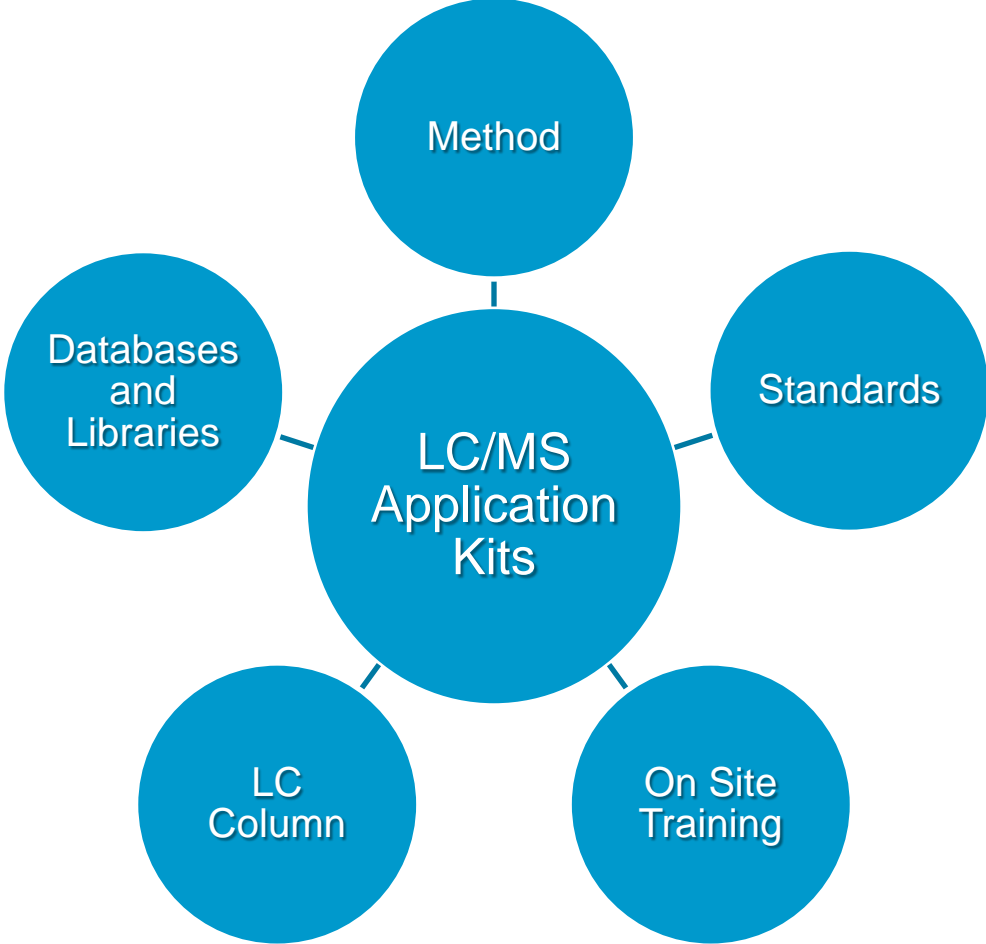 Method
Databases
and
Libraries
Standards
LC/MS
Application
Kits
LC
Column
On Site
Training